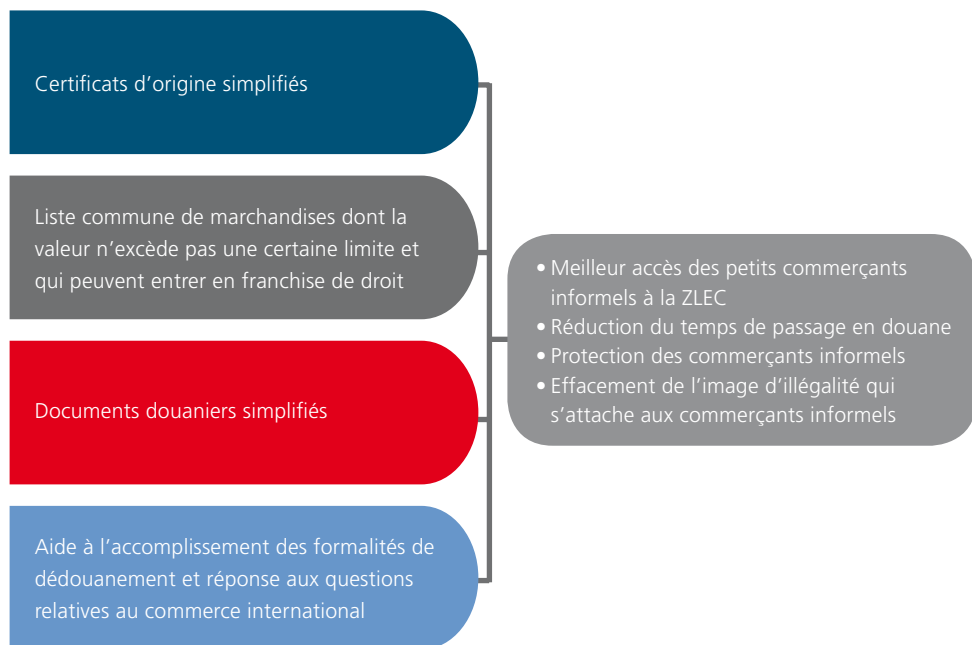 Certificats d'origine simplifiés
Liste commune de marchandises dont la
valeur n'excède pas une certaine limite et
qui peuvent entrer en franchise de droit
Documents douaniers simplifiés
Aide à l'accomplissement des formalités de
dédouanement et réponse aux questions
relatives au commerce international
• Meilleur accès des petits commerçants
informels à la ZLEC
• Réduction du temps de passage en douane
• Protection des commerçants informels
• Effacement de l'image d'illégalité qui
s'attache aux commerçants informels